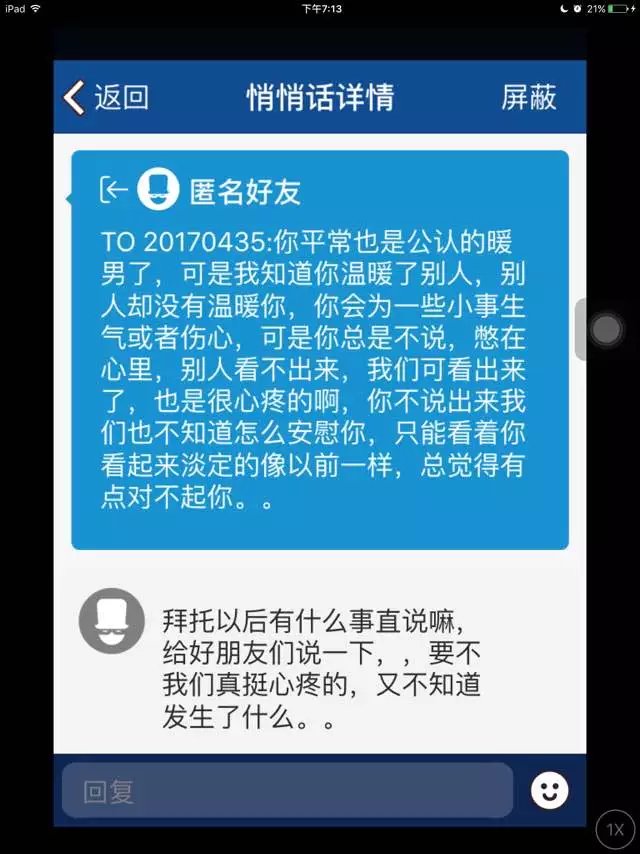 iPad 下午7:13 21%
返回 悄悄话详情 屏蔽
匿名好友
TO 20170435:你平常也是公认的暖
男了，可是我知道你温暖了别人，别
人却没有温暖你，你会为一些小事生
气或者伤心，可是你总是不说，憋在
心里，别人看不出来，我们可看出来
了，也是很心疼的啊，你不说出来我
们也不知道怎么安慰你，只能看着你
看起来淡定的像以前一样，总觉得有
点对不起你。。
拜托以后有什么事直说嘛，
给好朋友们说一下，，要不
我们真挺心疼的，又不知道
发生了什么。。
回复
1X